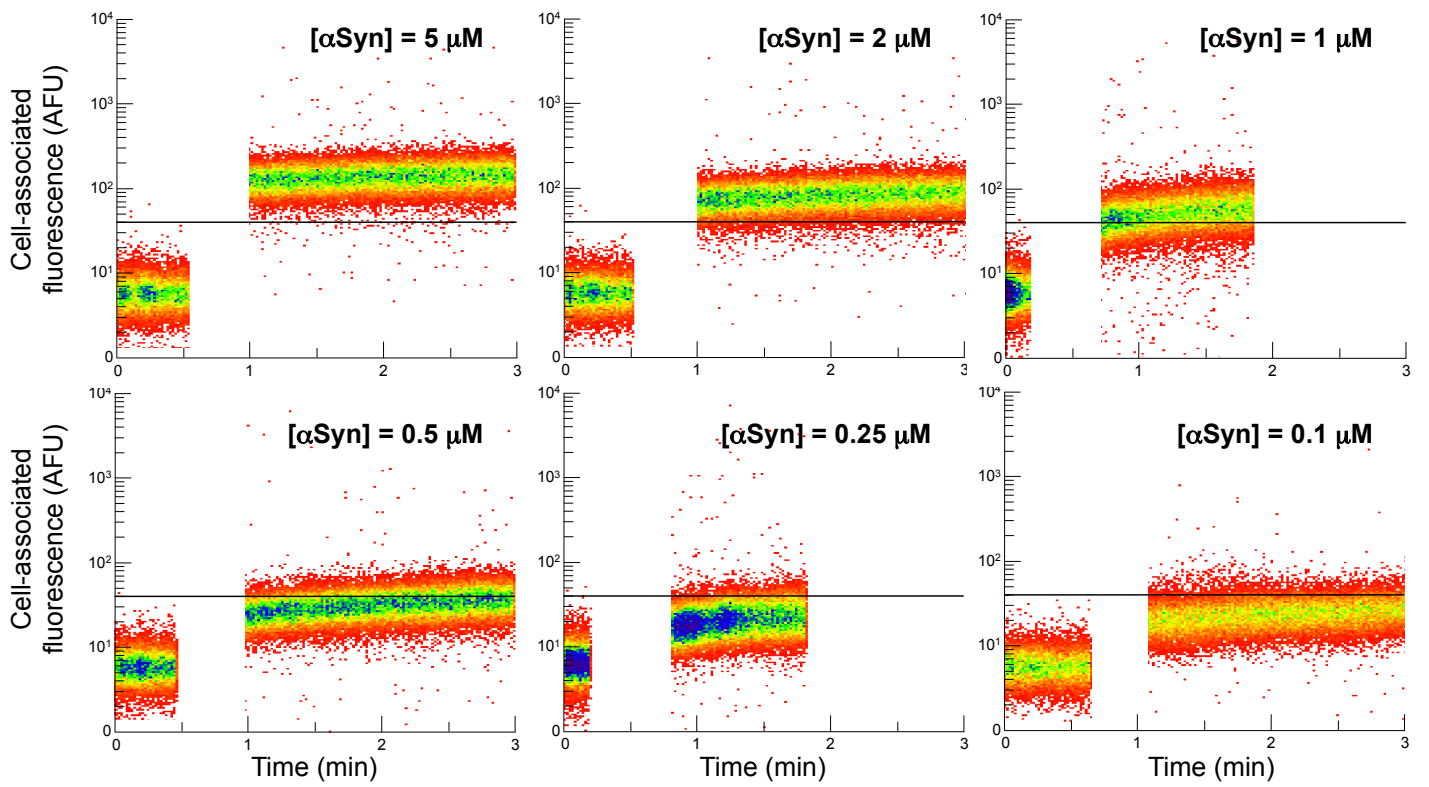 [αSyn] = 5 μM
[αSyn] = 2 μM
[αSyn] = 1 μM
Cell-associated
fluorescence (AFU)
10⁴
10³
10²
10¹
0
0 1 2 3
10⁴
10³
10²
10¹
0
0 1 2 3
10⁴
10³
10²
10¹
0
0 1 2 3
[αSyn] = 0.5 μM
[αSyn] = 0.25 μM
[αSyn] = 0.1 μM
Cell-associated
fluorescence (AFU)
10⁴
10³
10²
10¹
0
0 1 2 3
Time (min)
10⁴
10³
10²
10¹
0
0 1 2 3
Time (min)
10⁴
10³
10²
10¹
0
0 1 2 3
Time (min)